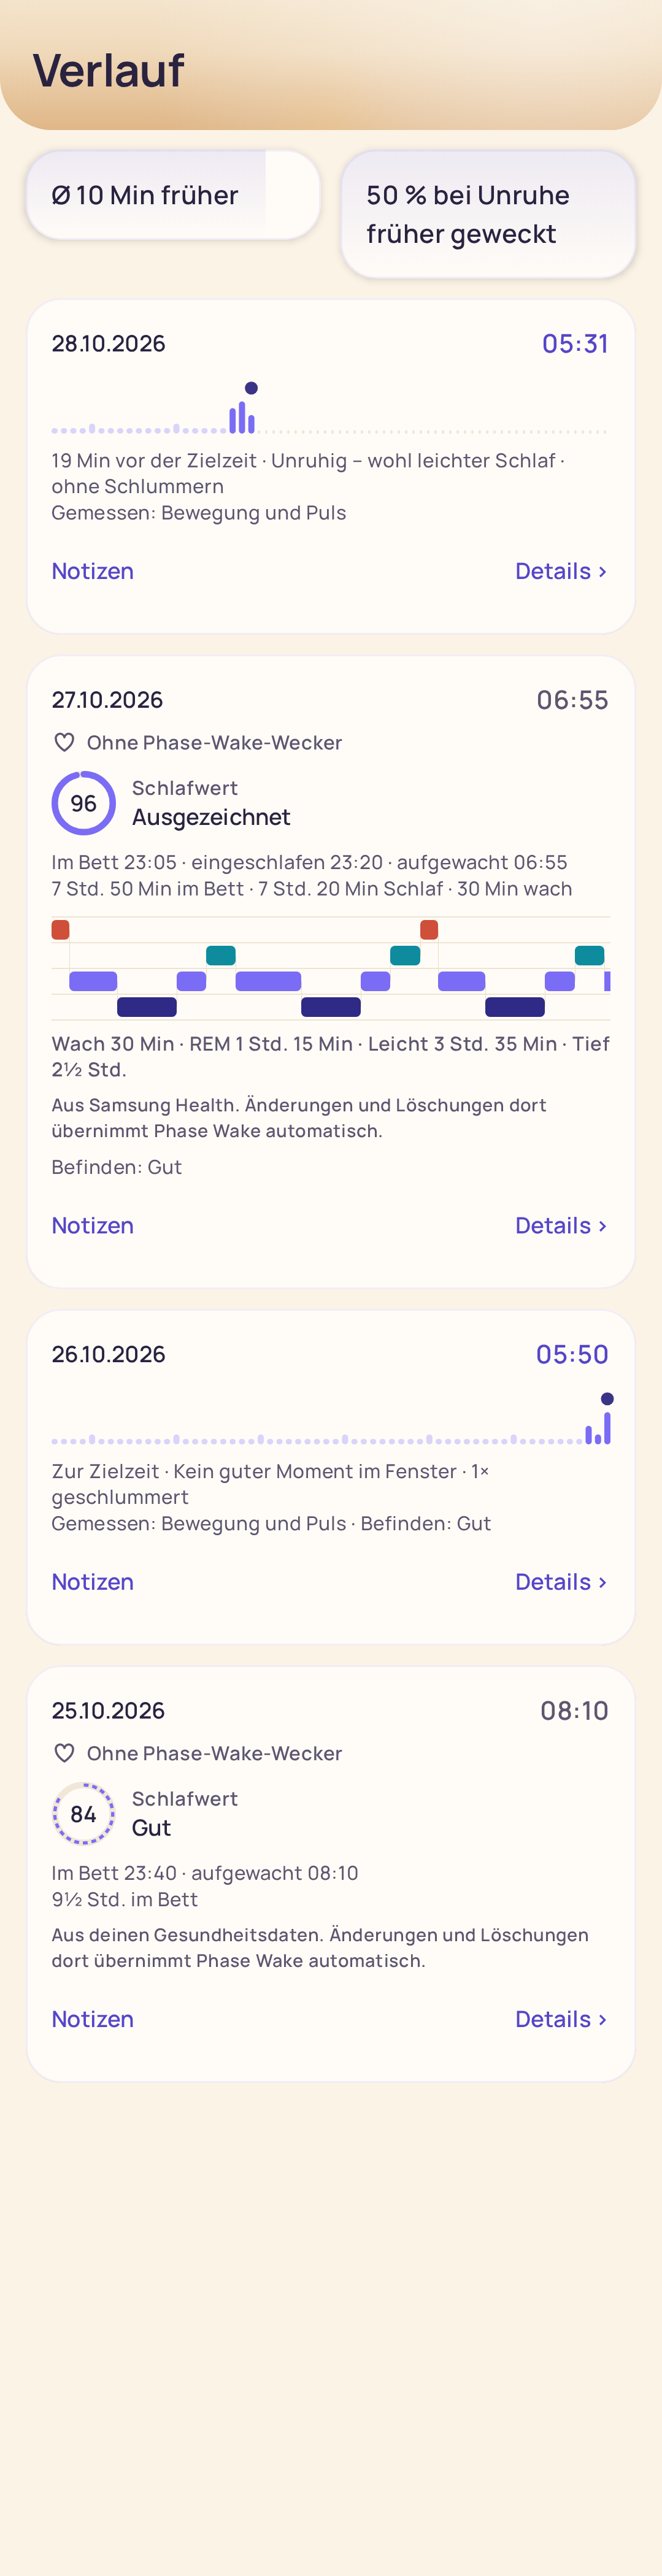 Verlauf
Ø 10 Min früher
50 % bei Unruhe
früher geweckt
28.10.2026
05:31
19 Min vor der Zielzeit · Unruhig – wohl leichter Schlaf ·
ohne Schlummern
Gemessen: Bewegung und Puls
Notizen
Details ›
27.10.2026
06:55
Ohne Phase-Wake-Wecker
96
Schlafwert
Ausgezeichnet
Im Bett 23:05 · eingeschlafen 23:20 · aufgewacht 06:55
7 Std. 50 Min im Bett · 7 Std. 20 Min Schlaf · 30 Min wach
Wach 30 Min · REM 1 Std. 15 Min · Leicht 3 Std. 35 Min · Tief
2½ Std.
Aus Samsung Health. Änderungen und Löschungen dort
übernimmt Phase Wake automatisch.
Befinden: Gut
Notizen
Details ›
26.10.2026
05:50
Zur Zielzeit · Kein guter Moment im Fenster · 1×
geschlummert
Gemessen: Bewegung und Puls · Befinden: Gut
Notizen
Details ›
25.10.2026
08:10
Ohne Phase-Wake-Wecker
84
Schlafwert
Gut
Im Bett 23:40 · aufgewacht 08:10
9½ Std. im Bett
Aus deinen Gesundheitsdaten. Änderungen und Löschungen
dort übernimmt Phase Wake automatisch.
Notizen
Details ›